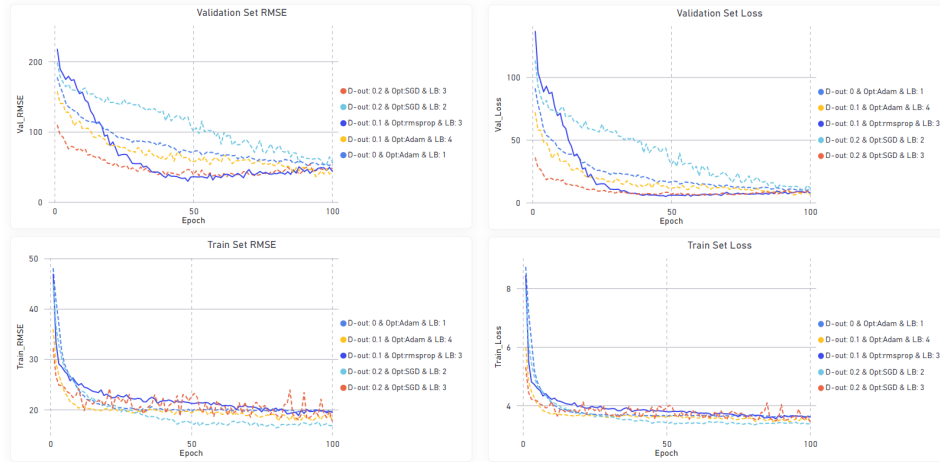 Validation Set RMSE
Val_RMSE
200
100
0
0
50
100
Epoch
D-out: 0.2 & Opt:SGD & LB: 3
D-out: 0.2 & Opt:SGD & LB: 2
D-out: 0.1 & Opt:rmsprop & LB: 3
D-out: 0.1 & Opt:Adam & LB: 4
D-out: 0 & Opt:Adam & LB: 1
Validation Set Loss
Val_Loss
100
50
0
0
50
100
Epoch
D-out: 0 & Opt:Adam & LB: 1
D-out: 0.1 & Opt:Adam & LB: 4
D-out: 0.1 & Opt:rmsprop & LB: 3
D-out: 0.2 & Opt:SGD & LB: 2
D-out: 0.2 & Opt:SGD & LB: 3
Train Set RMSE
Train_RMSE
50
40
30
20
0
50
100
Epoch
D-out: 0 & Opt:Adam & LB: 1
D-out: 0.1 & Opt:Adam & LB: 4
D-out: 0.1 & Opt:rmsprop & LB: 3
D-out: 0.2 & Opt:SGD & LB: 2
D-out: 0.2 & Opt:SGD & LB: 3
Train Set Loss
Train_Loss
8
6
4
0
50
100
Epoch
D-out: 0 & Opt:Adam & LB: 1
D-out: 0.1 & Opt:Adam & LB: 4
D-out: 0.1 & Opt:rmsprop & LB: 3
D-out: 0.2 & Opt:SGD & LB: 2
D-out: 0.2 & Opt:SGD & LB: 3